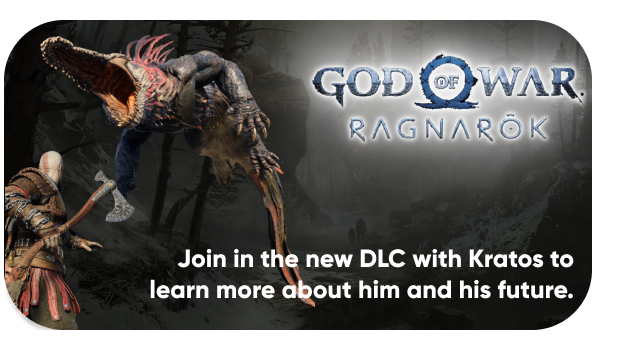 GOD OF WAR
RAGNARÖK
Join in the new DLC with Kratos to
learn more about him and his future.